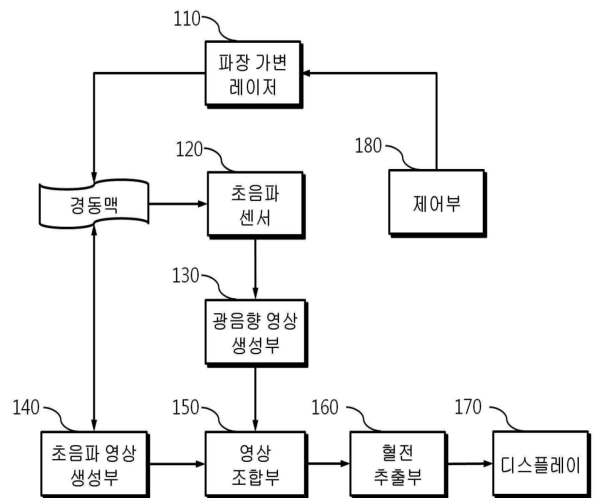 110
파장 가변
레이저
120
180
경동맥
초음파
센서
제어부
130
광음향 영상
생성부
140
150
160
170
초음파 영상
생성부
영상
조합부
혈전
추출부
디스플레이